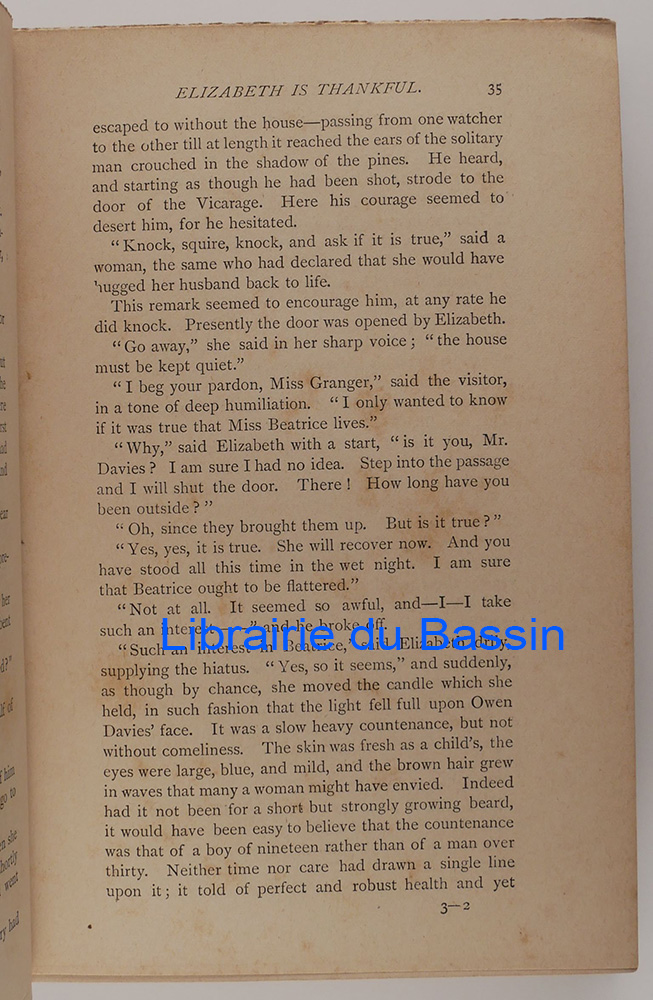 ELIZABETH IS THANKFUL. 35
escaped to without the house—passing from one watcher
to the other till at length it reached the ears of the solitary
man crouched in the shadow of the pines. He heard,
and starting as though he had been shot, strode to the
door of the Vicarage. Here his courage seemed to
desert him, for he hesitated.
“Knock, squire, knock, and ask if it is true,” said a
woman, the same who had declared that she would have
hugged her husband back to life.
This remark seemed to encourage him, at any rate he
did knock. Presently the door was opened by Elizabeth.
“Go away,” she said in her sharp voice; “the house
must be kept quiet.”
“I beg your pardon, Miss Granger,” said the visitor,
in a tone of deep humiliation. “I only wanted to know
if it was true that Miss Beatrice lives.”
“Why,” said Elizabeth with a start, “is it you, Mr.
Davies? I am sure I had no idea. Step into the passage
and I will shut the door. There! How long have you
been outside?”
“Oh, since they brought them up. But is it true?”
“Yes, yes, it is true. She will recover now. And you
have stood all this time in the wet night. I am sure
that Beatrice ought to be flattered.”
“Not at all. It seemed so awful, and—I—I take
such an interest—” and he broke off.
Librairie du Bassin
“Such an interest in Beatrice,” said Elizabeth drily,
supplying the hiatus. “Yes, so it seems,” and suddenly,
as though by chance, she moved the candle which she
held, in such fashion that the light fell full upon Owen
Davies’ face. It was a slow heavy countenance, but not
without comeliness. The skin was fresh as a child’s, the
eyes were large, blue, and mild, and the brown hair grew
in waves that many a woman might have envied. Indeed
had it not been for a short but strongly growing beard,
it would have been easy to believe that the countenance
was that of a boy of nineteen rather than of a man over
thirty. Neither time nor care had drawn a single line
upon it; it told of perfect and robust health and yet
3—2